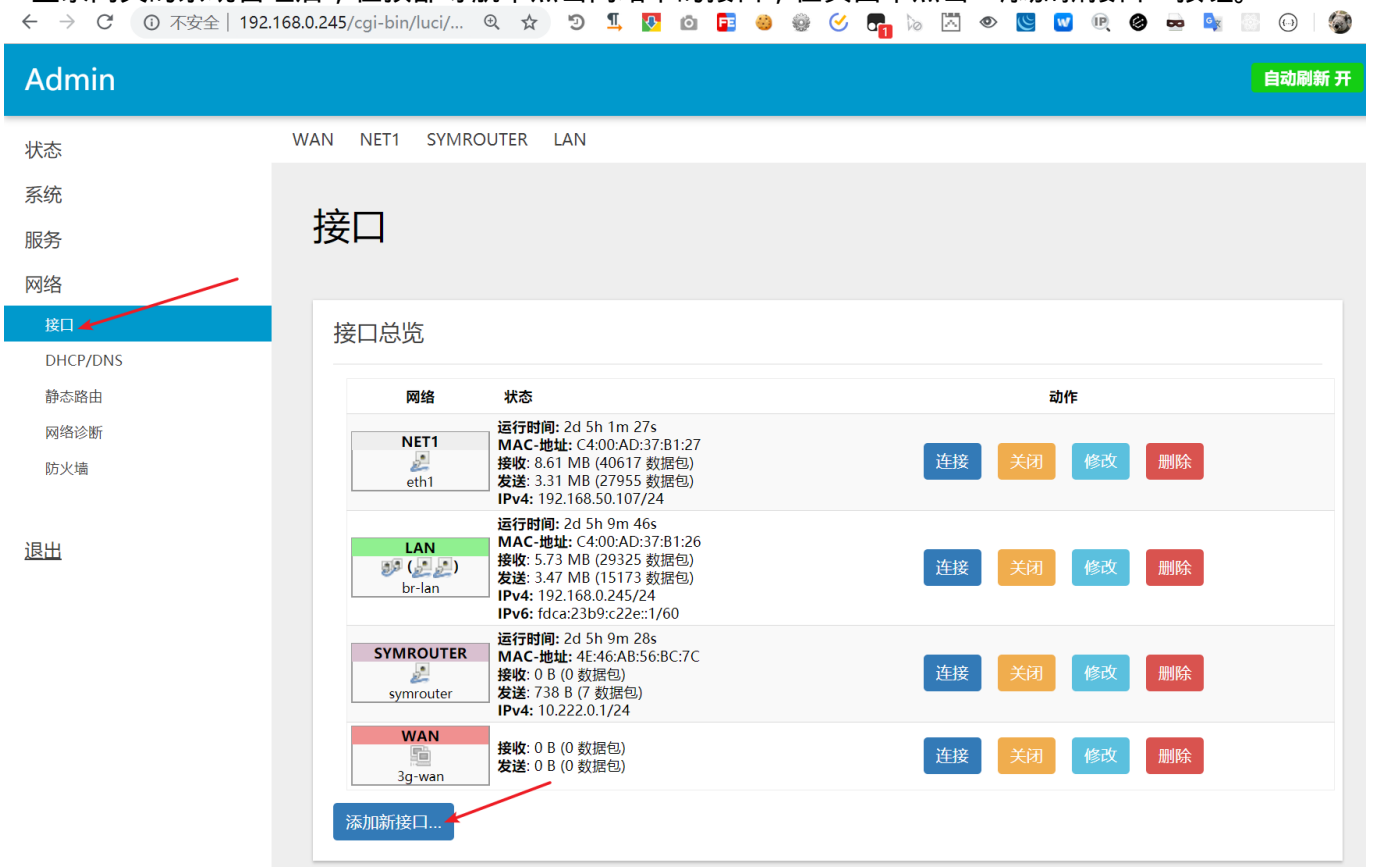 不安全 | 192.168.0.245/cgi-bin/luci/...
Admin
自动刷新 开
状态
系统
服务
网络
接口
DHCP/DNS
静态路由
网络诊断
防火墙
退出
WAN NET1 SYMROUTER LAN
接口
接口总览
网络 状态 动作
NET1
eth1
运行时间: 2d 5h 1m 27s
MAC-地址: C4:00:AD:37:B1:27
接收: 8.61 MB (40617 数据包)
发送: 3.31 MB (27955 数据包)
IPv4: 192.168.50.107/24
连接 关闭 修改 删除
LAN
br-lan
运行时间: 2d 5h 9m 46s
MAC-地址: C4:00:AD:37:B1:26
接收: 5.73 MB (29325 数据包)
发送: 3.47 MB (15173 数据包)
IPv4: 192.168.0.245/24
IPv6: fdca:23b9:c22e::1/60
连接 关闭 修改 删除
SYMROUTER
symrouter
运行时间: 2d 5h 9m 28s
MAC-地址: 4E:46:AB:56:BC:7C
接收: 0 B (0 数据包)
发送: 738 B (7 数据包)
IPv4: 10.222.0.1/24
连接 关闭 修改 删除
WAN
3g-wan
接收: 0 B (0 数据包)
发送: 0 B (0 数据包)
连接 关闭 修改 删除
添加新接口...